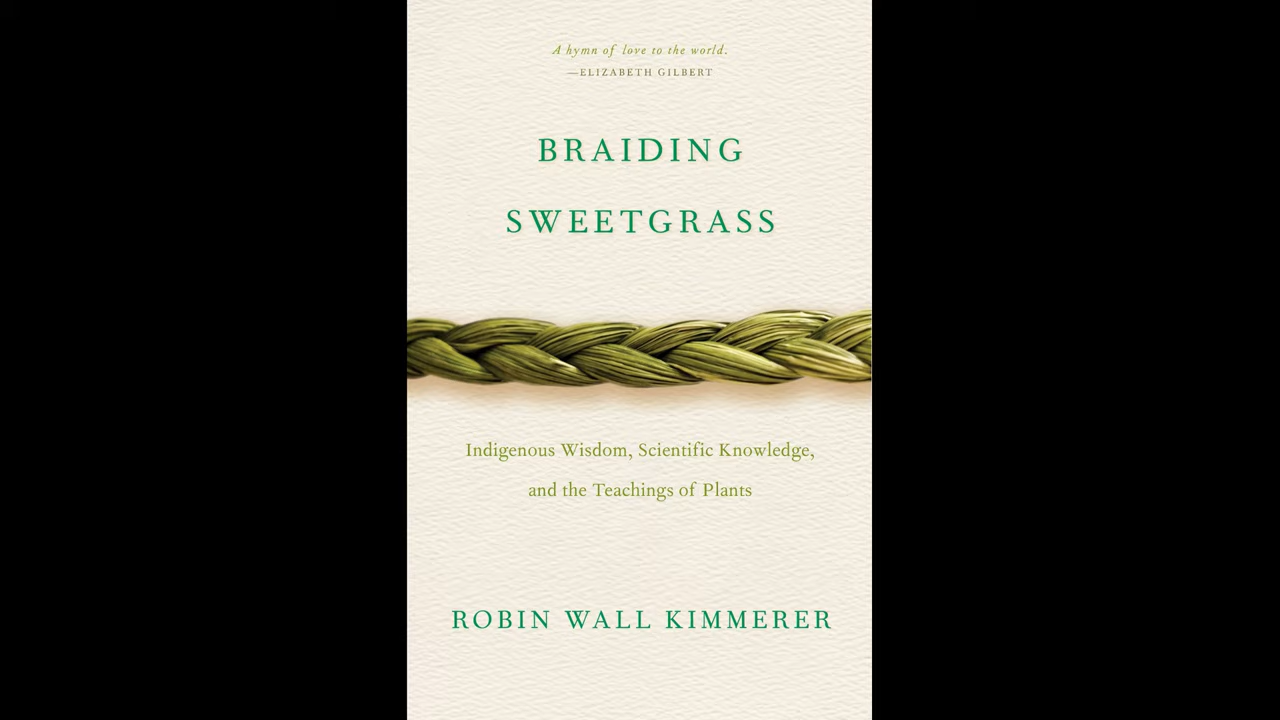 A hymn of love to the world.
—ELIZABETH GILBERT
BRAIDING
SWEETGRASS
Indigenous Wisdom, Scientific Knowledge,
and the Teachings of Plants
ROBIN WALL KIMMERER